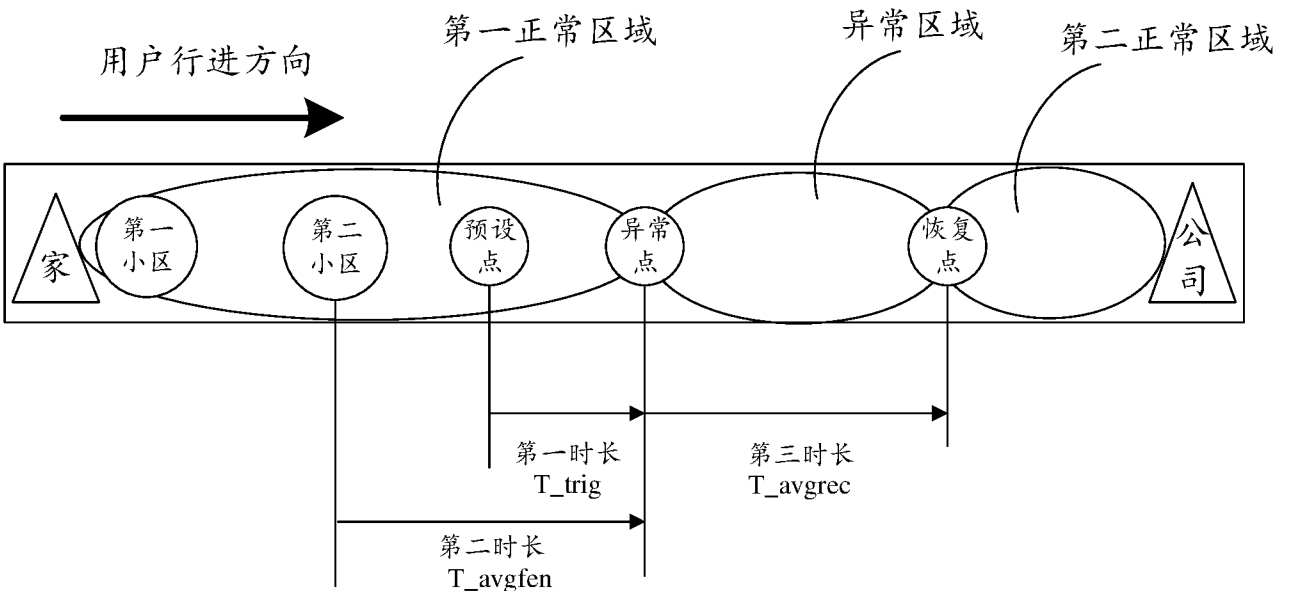 第一正常区域
异常区域
第二正常区域
用户行进方向
家
第一
小区
第二
小区
预设
点
异常
点
恢复
点
公
司
第一时长
T_trig
第三时长
T_avgrec
第二时长
T_avgfen